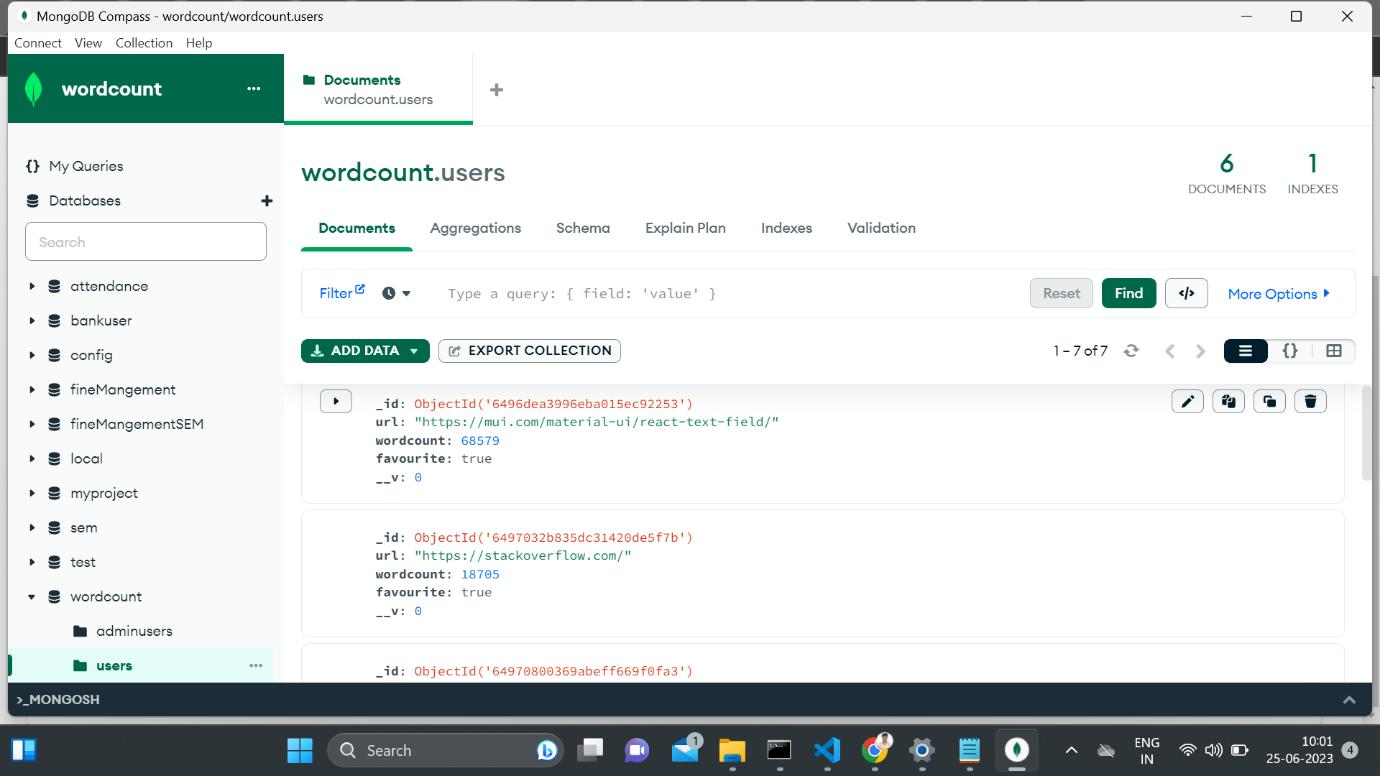 MongoDB Compass - wordcount/wordcount.users
Connect View Collection Help
wordcount
Documents
wordcount.users
My Queries
Databases
Search
attendance
bankuser
config
fineMangement
fineMangementSEM
local
myproject
sem
test
wordcount
adminusers
users
wordcount.users
6
DOCUMENTS
1
INDEXES
Documents Aggregations Schema Explain Plan Indexes Validation
Filter Type a query: { field: 'value' } Reset Find </> More Options
ADD DATA EXPORT COLLECTION 1 – 7 of 7 {}
_id: ObjectId('6496dea3996eba015ec92253')
url: "https://mui.com/material-ui/react-text-field/"
wordcount: 68579
favourite: true
__v: 0
_id: ObjectId('6497032b835dc31420de5f7b')
url: "https://stackoverflow.com/"
wordcount: 18705
favourite: true
__v: 0
_id: ObjectId('64970800369abeff669f0fa3')
>_MONGOSH
Search
1
ENG
IN
10:01
25-06-2023
4